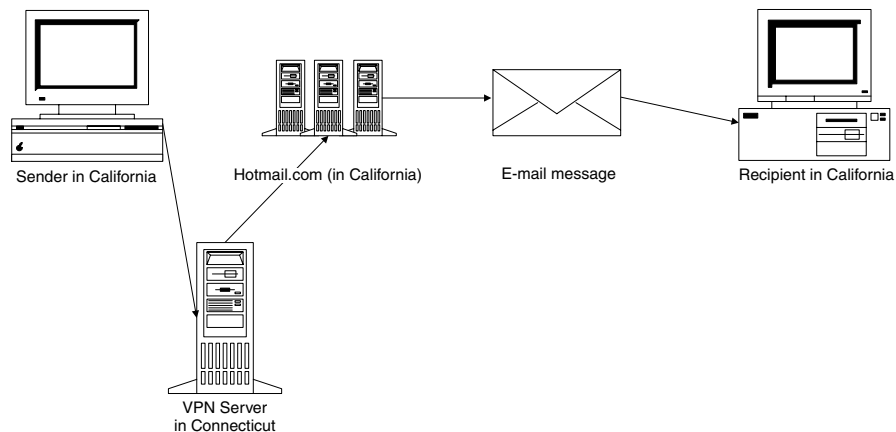 Sender in California
Hotmail.com (in California)
E-mail message
Recipient in California
VPN Server
in Connecticut